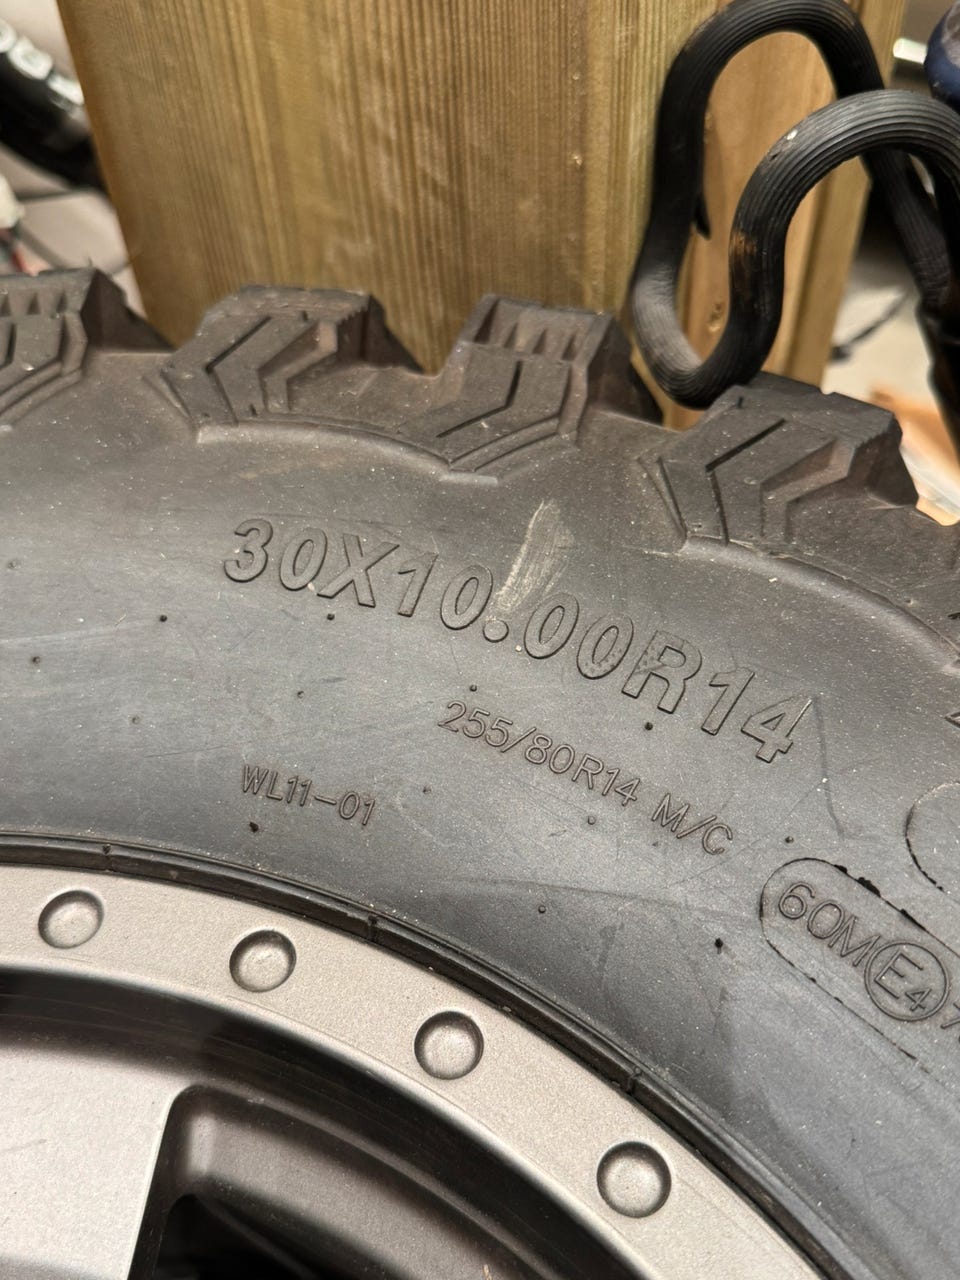 30X10.00R14
255/80R14 M/C
WL11-01
60M E4